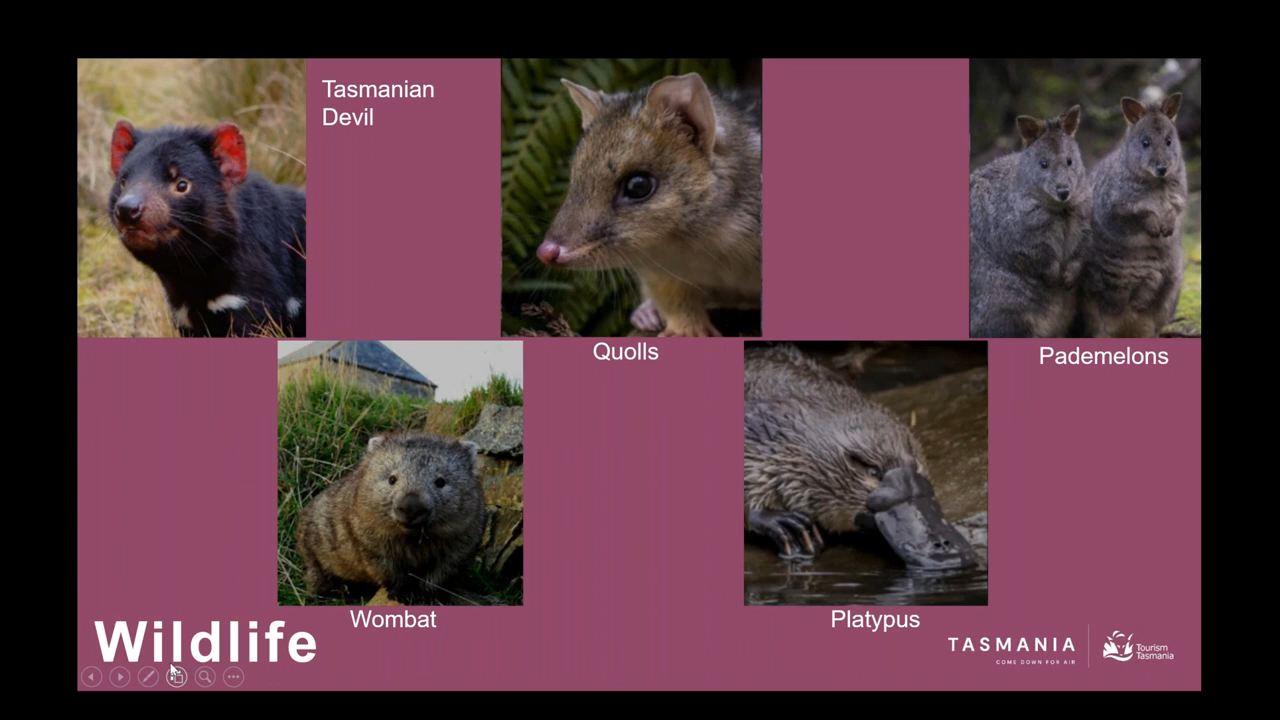 Tasmanian
Devil
Quolls
Pademelons
Wombat
Platypus
Wildlife
TASMANIA
COME DOWN FOR AIR
Tourism
Tasmania